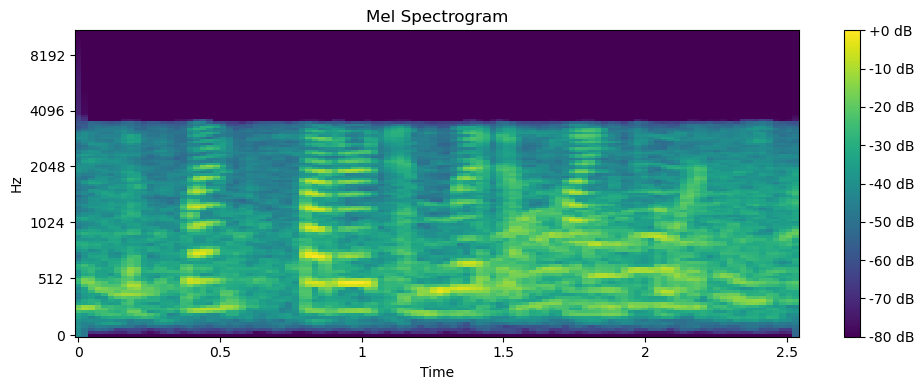 Mel Spectrogram
Hz
8192
4096
2048
1024
512
0
0
0.5
1
1.5
2
2.5
Time
+0 dB
-10 dB
-20 dB
-30 dB
-40 dB
-50 dB
-60 dB
-70 dB
-80 dB